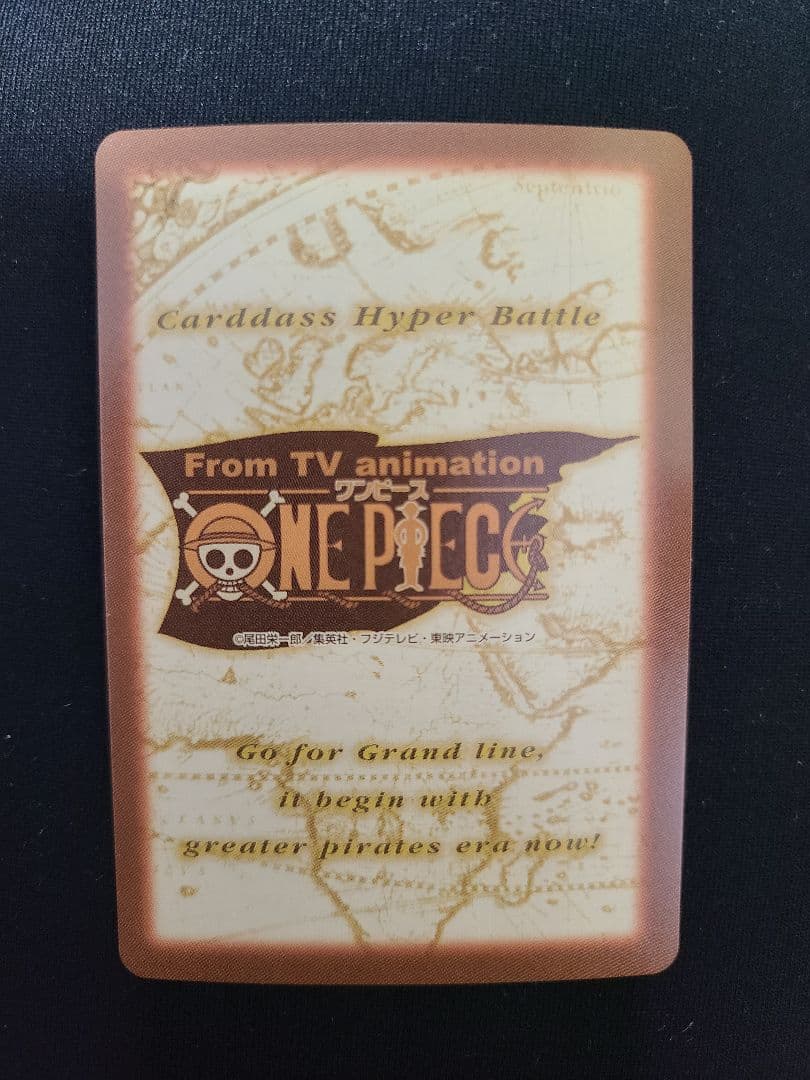 Septentrio
Carddass Hyper Battle
From TV animation
ワンピース
ONE PIECE
©尾田栄一郎／集英社・フジテレビ・東映アニメーション
Go for Grand line,
it begin with
greater pirates era now!